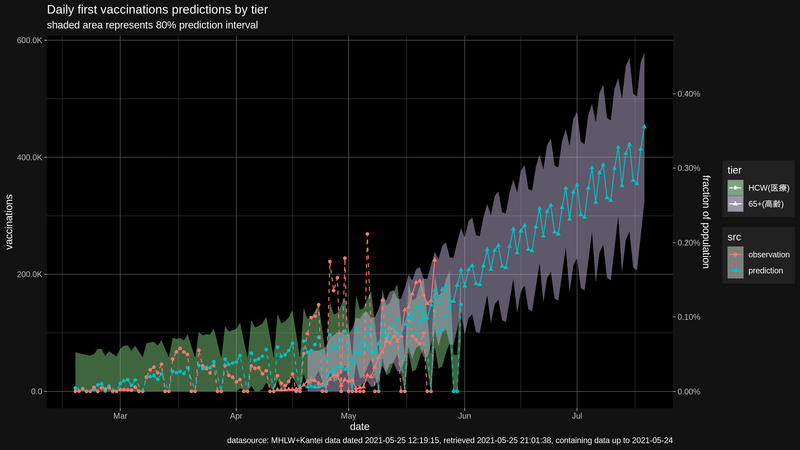 Daily first vaccinations predictions by tier
shaded area represents 80% prediction interval
600.0K
400.0K
200.0K
0.0
vaccinations
0.40%
0.30%
0.20%
0.10%
0.00%
fraction of population
Mar
Apr
May
Jun
Jul
date
tier
HCW(医療)
65+(高齢)
src
observation
prediction
datasource: MHLW+Kantei data dated 2021-05-25 12:19:15, retrieved 2021-05-25 21:01:38, containing data up to 2021-05-24